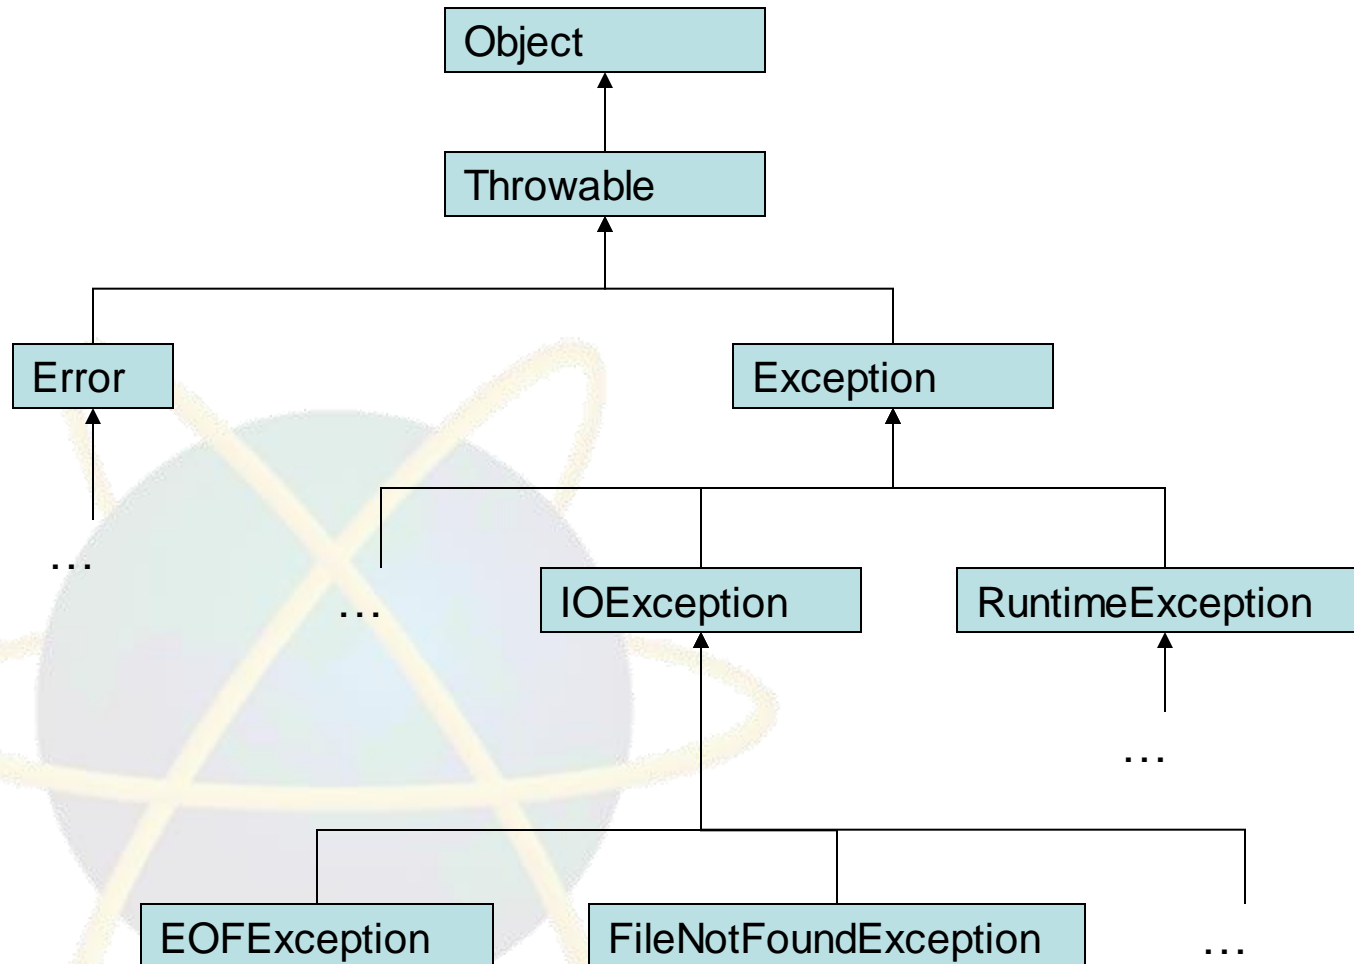 Object
Throwable
Error
Exception
...
...
IOException
RuntimeException
...
EOFException
FileNotFoundException
...